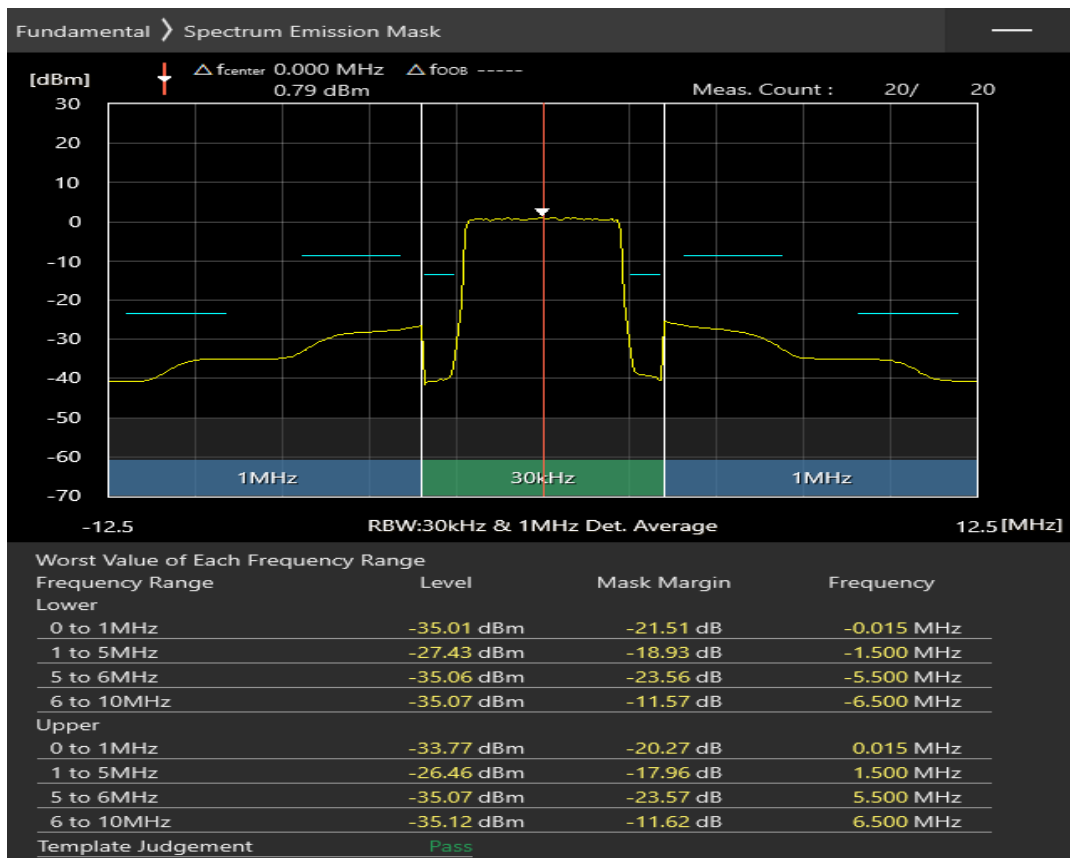 Fundamental ❯ Spectrum Emission Mask
[dBm] △ fcenter 0.000 MHz △ fOOB -----
0.79 dBm Meas. Count : 20/ 20
30
20
10
0
-10
-20
-30
-40
-50
-60
-70
1MHz 30kHz 1MHz
-12.5 RBW:30kHz & 1MHz Det. Average 12.5 [MHz]
Worst Value of Each Frequency Range
Frequency Range Level Mask Margin Frequency
Lower
0 to 1MHz -35.01 dBm -21.51 dB -0.015 MHz
1 to 5MHz -27.43 dBm -18.93 dB -1.500 MHz
5 to 6MHz -35.06 dBm -23.56 dB -5.500 MHz
6 to 10MHz -35.07 dBm -11.57 dB -6.500 MHz
Upper
0 to 1MHz -33.77 dBm -20.27 dB 0.015 MHz
1 to 5MHz -26.46 dBm -17.96 dB 1.500 MHz
5 to 6MHz -35.07 dBm -23.57 dB 5.500 MHz
6 to 10MHz -35.12 dBm -11.62 dB 6.500 MHz
Template Judgement Pass